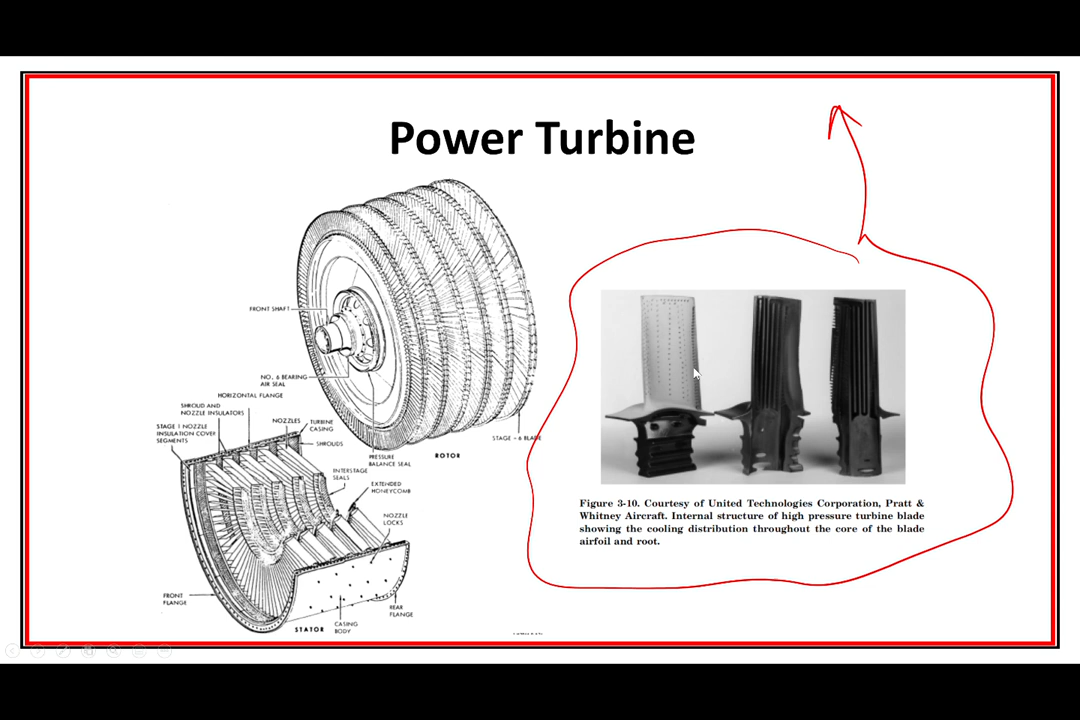 Power Turbine
FRONT SHAFT
NO. 6 BEARING
AIR SEAL
HORIZONTAL FLANGE
SHROUD AND
NOZZLE INSULATORS
STAGE 1 NOZZLE
INSULATION COVER
SEGMENTS
NOZZLES
TURBINE
CASING
SHROUDS
PRESSURE
BALANCE SEAL
ROTOR
STAGE - 6 BLADE
INTERSTAGE
SEALS
EXTENDED
HONEYCOMB
NOZZLE
LOCKS
FRONT
FLANGE
STATOR
CASING
BODY
REAR
FLANGE
Figure 3-10. Courtesy of United Technologies Corporation, Pratt &
Whitney Aircraft. Internal structure of high pressure turbine blade
showing the cooling distribution throughout the core of the blade
airfoil and root.